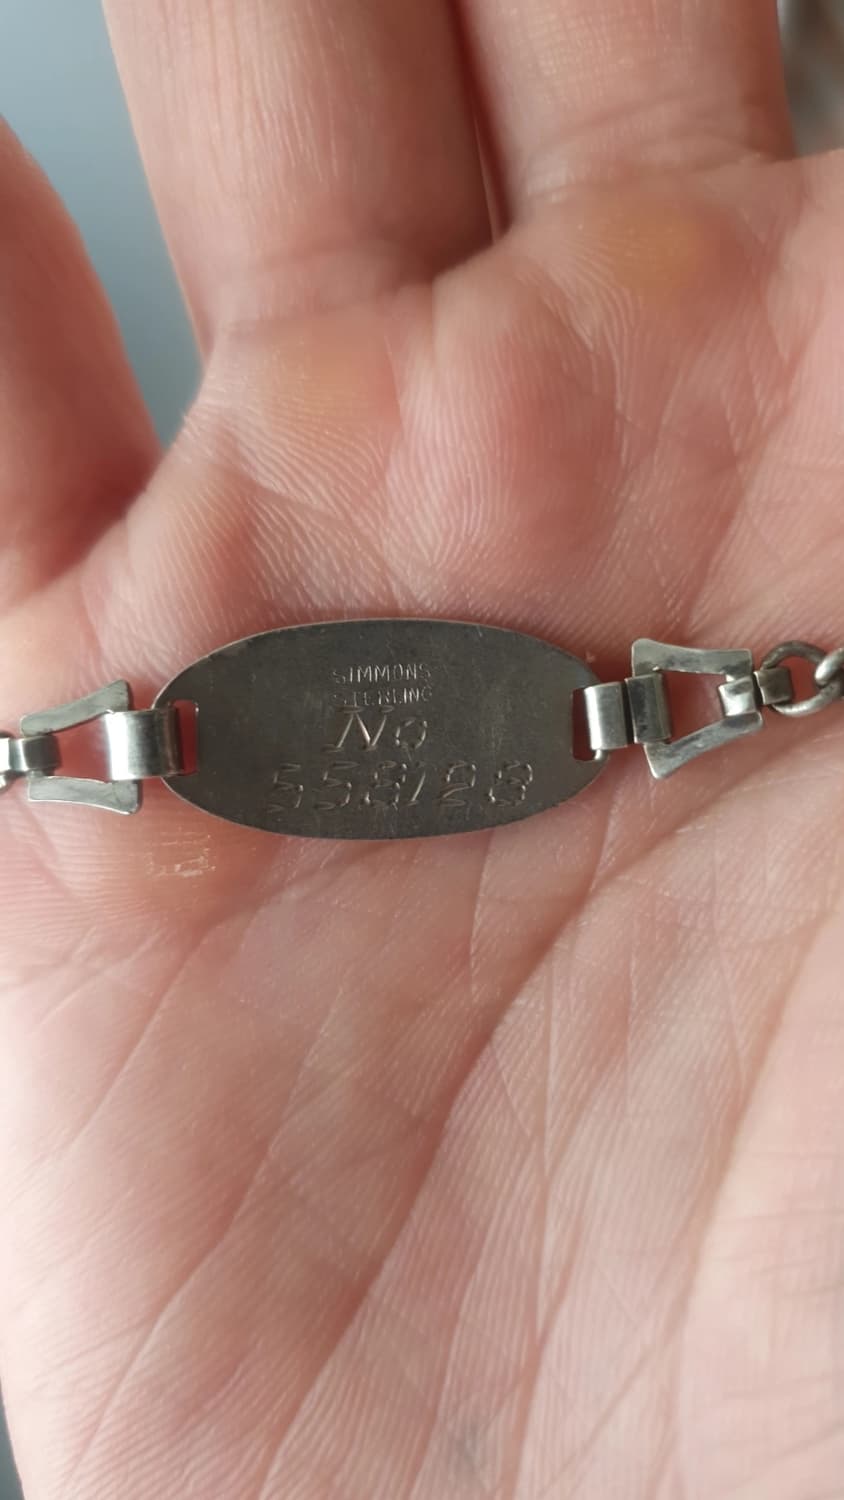 SIMMONS
STERLING
No
558128